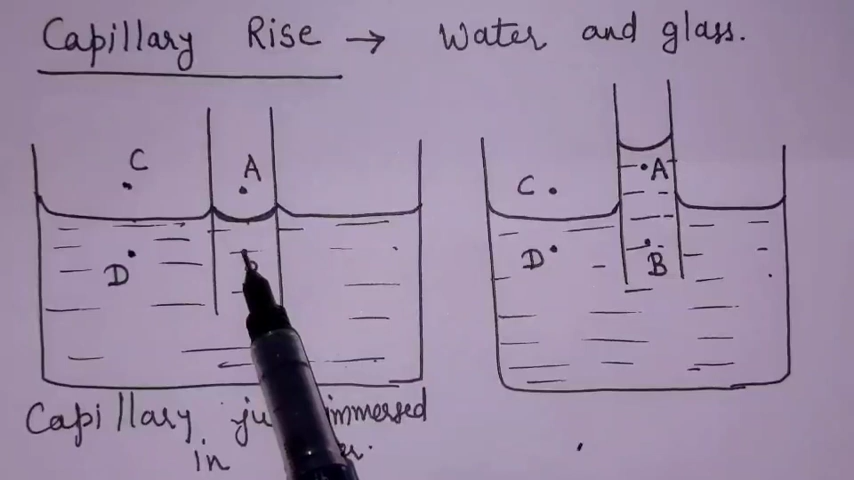 Capillary Rise → Water and glass.
C
A
D
C
A
D
B
Capillary immersed
in